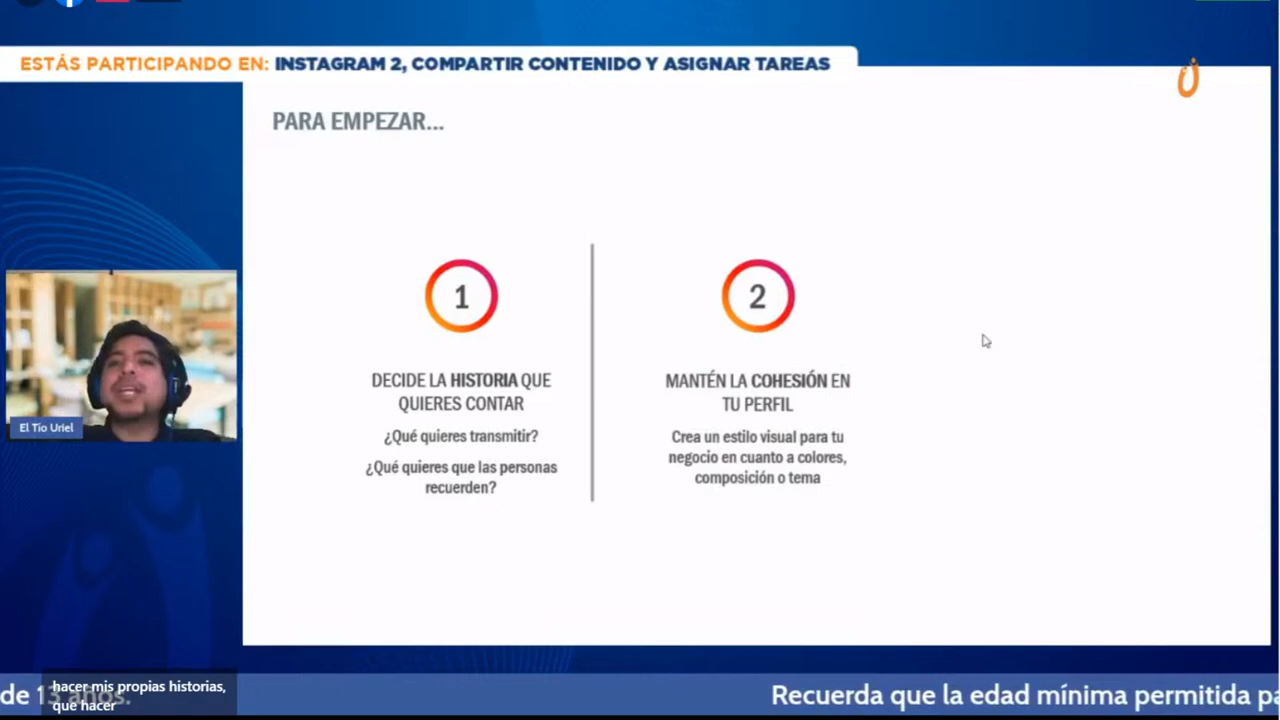 ESTÁS PARTICIPANDO EN: INSTAGRAM 2, COMPARTIR CONTENIDO Y ASIGNAR TAREAS
PARA EMPEZAR...
1
DECIDE LA HISTORIA QUE
QUIERES CONTAR
¿Qué quieres transmitir?
¿Qué quieres que las personas
recuerden?
2
MANTÉN LA COHESIÓN EN
TU PERFIL
Crea un estilo visual para tu
negocio en cuanto a colores,
composición o tema
El Tío Uriel
hacer mis propias historias,
que hacer
de 13 años.
Recuerda que la edad mínima permitida pa